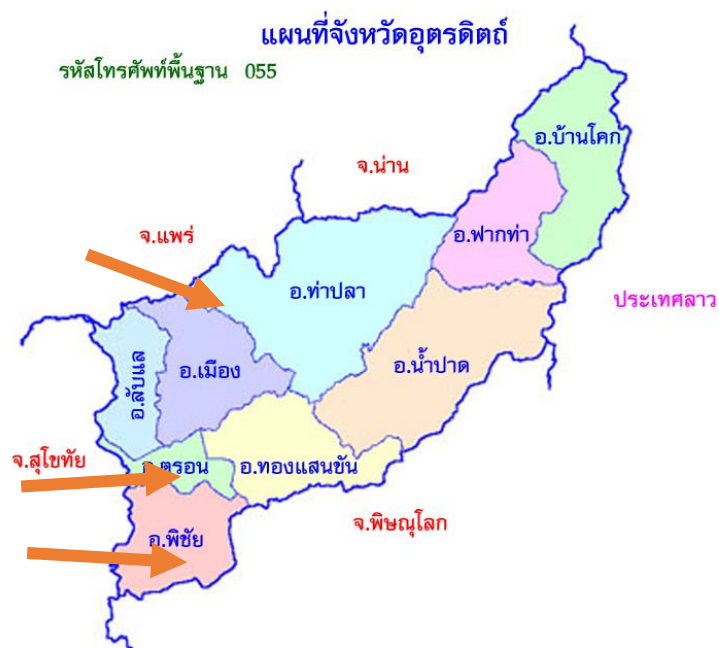 แผนที่จังหวัดอุตรดิตถ์
รหัสโทรศัพท์พื้นฐาน 055
อ.บ้านโคก
จ.น่าน
อ.ฟากท่า
จ.แพร่
อ.ท่าปลา
ประเทศลาว
อ.น้ำปาด
อ.เมือง
อ.ลับแล
จ.สุโขทัย
อ.ตรอน
อ.ทองแสนขัน
จ.พิษณุโลก
อ.พิชัย